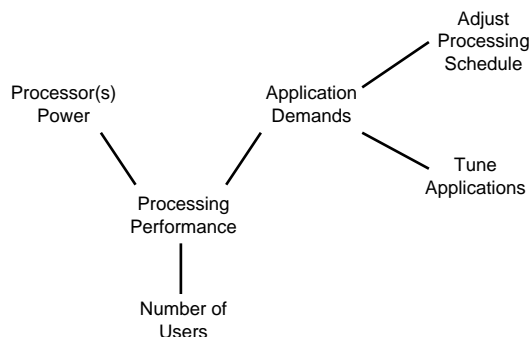 Adjust
Processing
Schedule
Processor(s)
Power
Application
Demands
Tune
Applications
Processing
Performance
Number of
Users